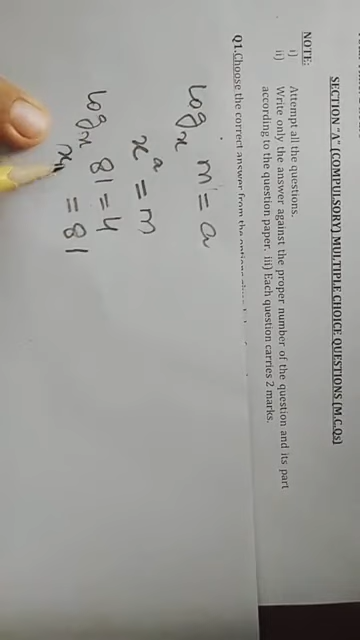 SECTION "A" (COMPULSORY) MULTIPLE CHOICE QUESTIONS (M.C.Qs)
NOTE:
i) Attempt all the questions.
ii) Write only the answer against the proper number of the question and its part
according to the question paper. iii) Each question carries 2 marks.
Q1.Choose the correct answer from the
logₓ m = a
xᵃ = m
logₓ 81 = 4
x = 81